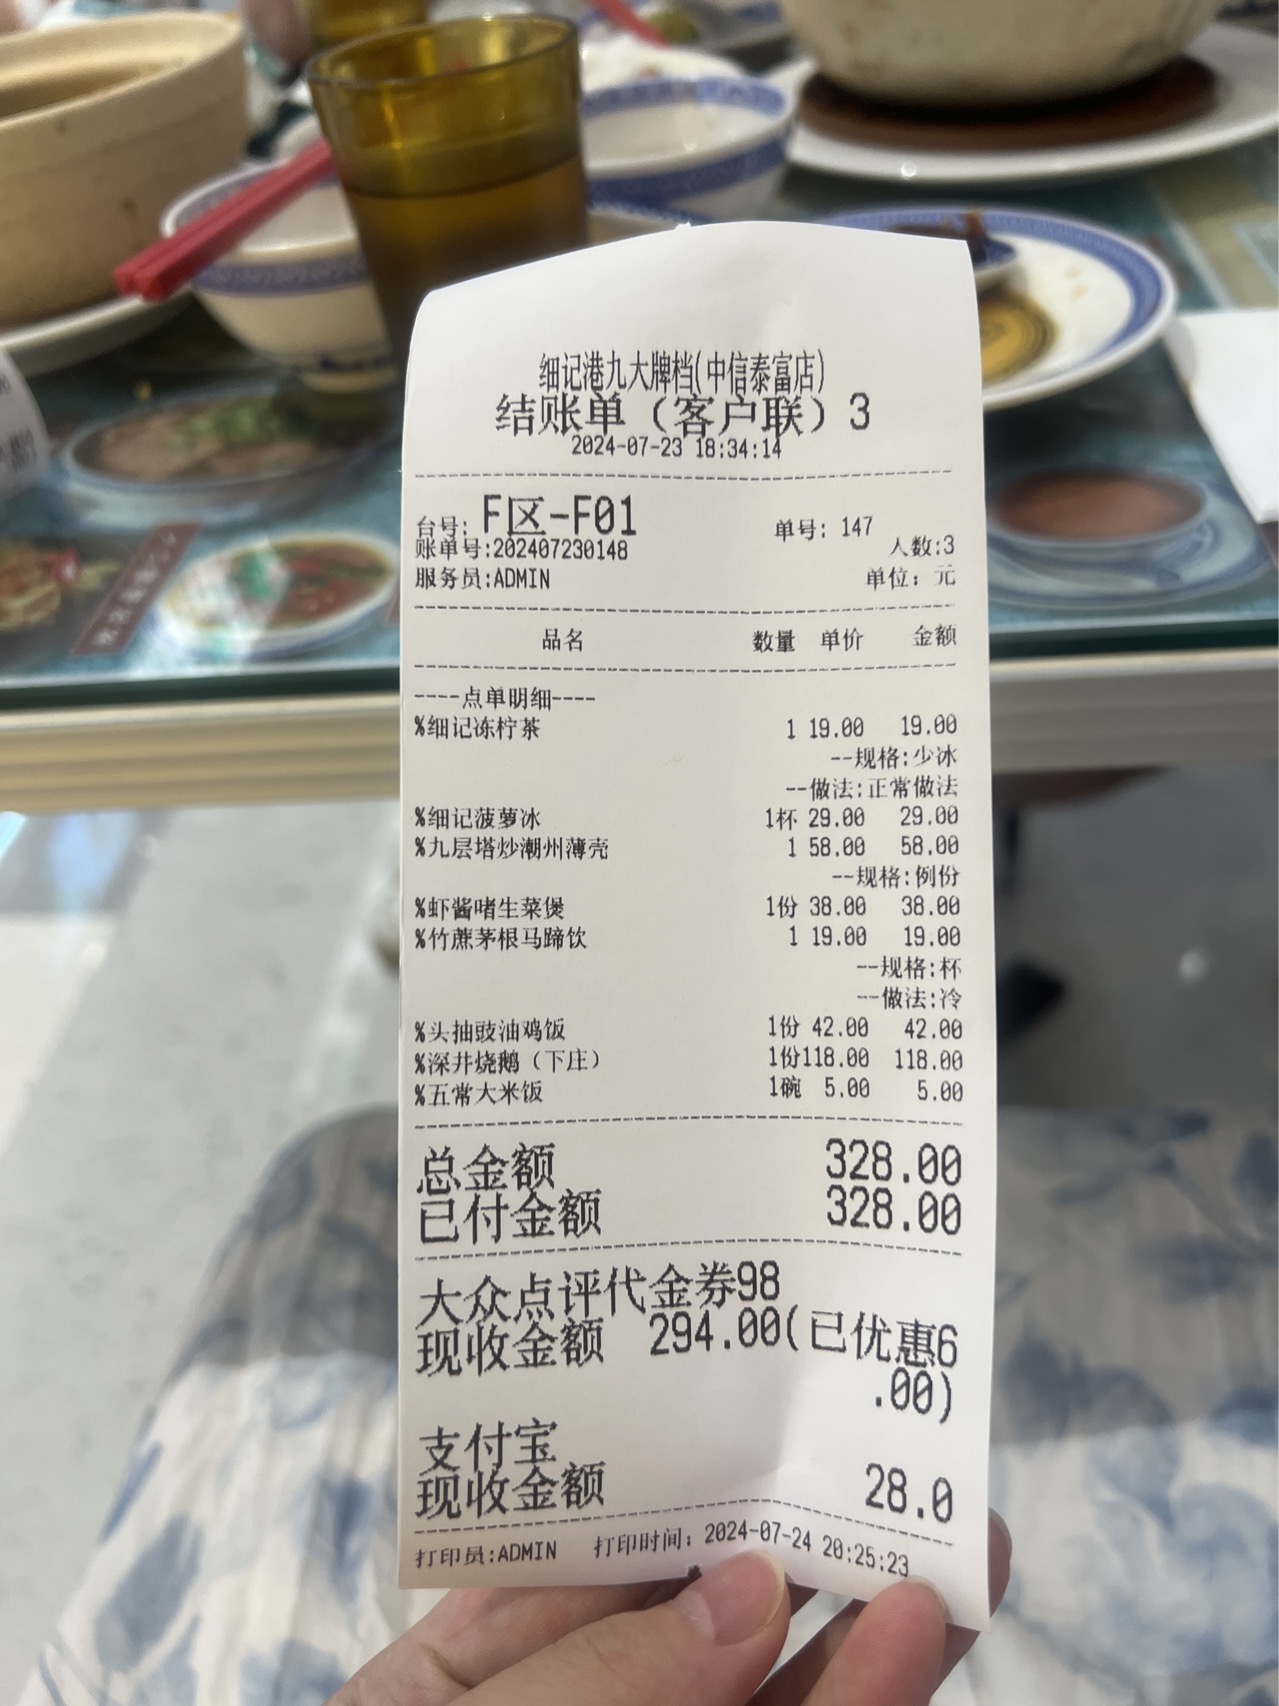 细记港九大牌档(中信泰富店)
结账单（客户联）3
2024-07-23 18:34:14
台号: F区-F01 单号: 147
账单号:202407230148 人数:3
服务员:ADMIN 单位: 元
品名 数量 单价 金额
----点单明细----
%细记冻柠茶 1 19.00 19.00
--规格:少冰
--做法:正常做法
%细记菠萝冰 1杯 29.00 29.00
%九层塔炒潮州薄壳 1 58.00 58.00
--规格:例份
%虾酱啫生菜煲 1份 38.00 38.00
%竹蔗茅根马蹄饮 1 19.00 19.00
--规格:杯
--做法:冷
%头抽豉油鸡饭 1份 42.00 42.00
%深井烧鹅（下庄） 1份118.00 118.00
%五常大米饭 1碗 5.00 5.00
总金额 328.00
已付金额 328.00
大众点评代金券98
现收金额 294.00(已优惠6
.00)
支付宝
现收金额 28.0
打印员:ADMIN 打印时间: 2024-07-24 20:25:23